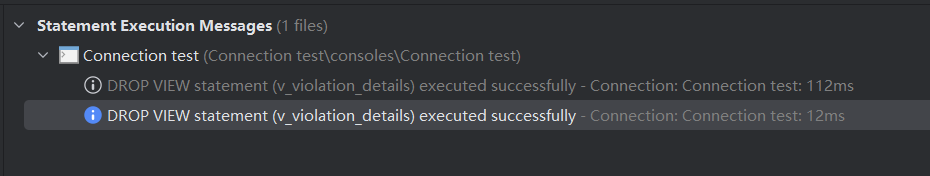 Statement Execution Messages (1 files)
Connection test (Connection test\consoles\Connection test)
DROP VIEW statement (v_violation_details) executed successfully - Connection: Connection test: 112ms
DROP VIEW statement (v_violation_details) executed successfully - Connection: Connection test: 12ms